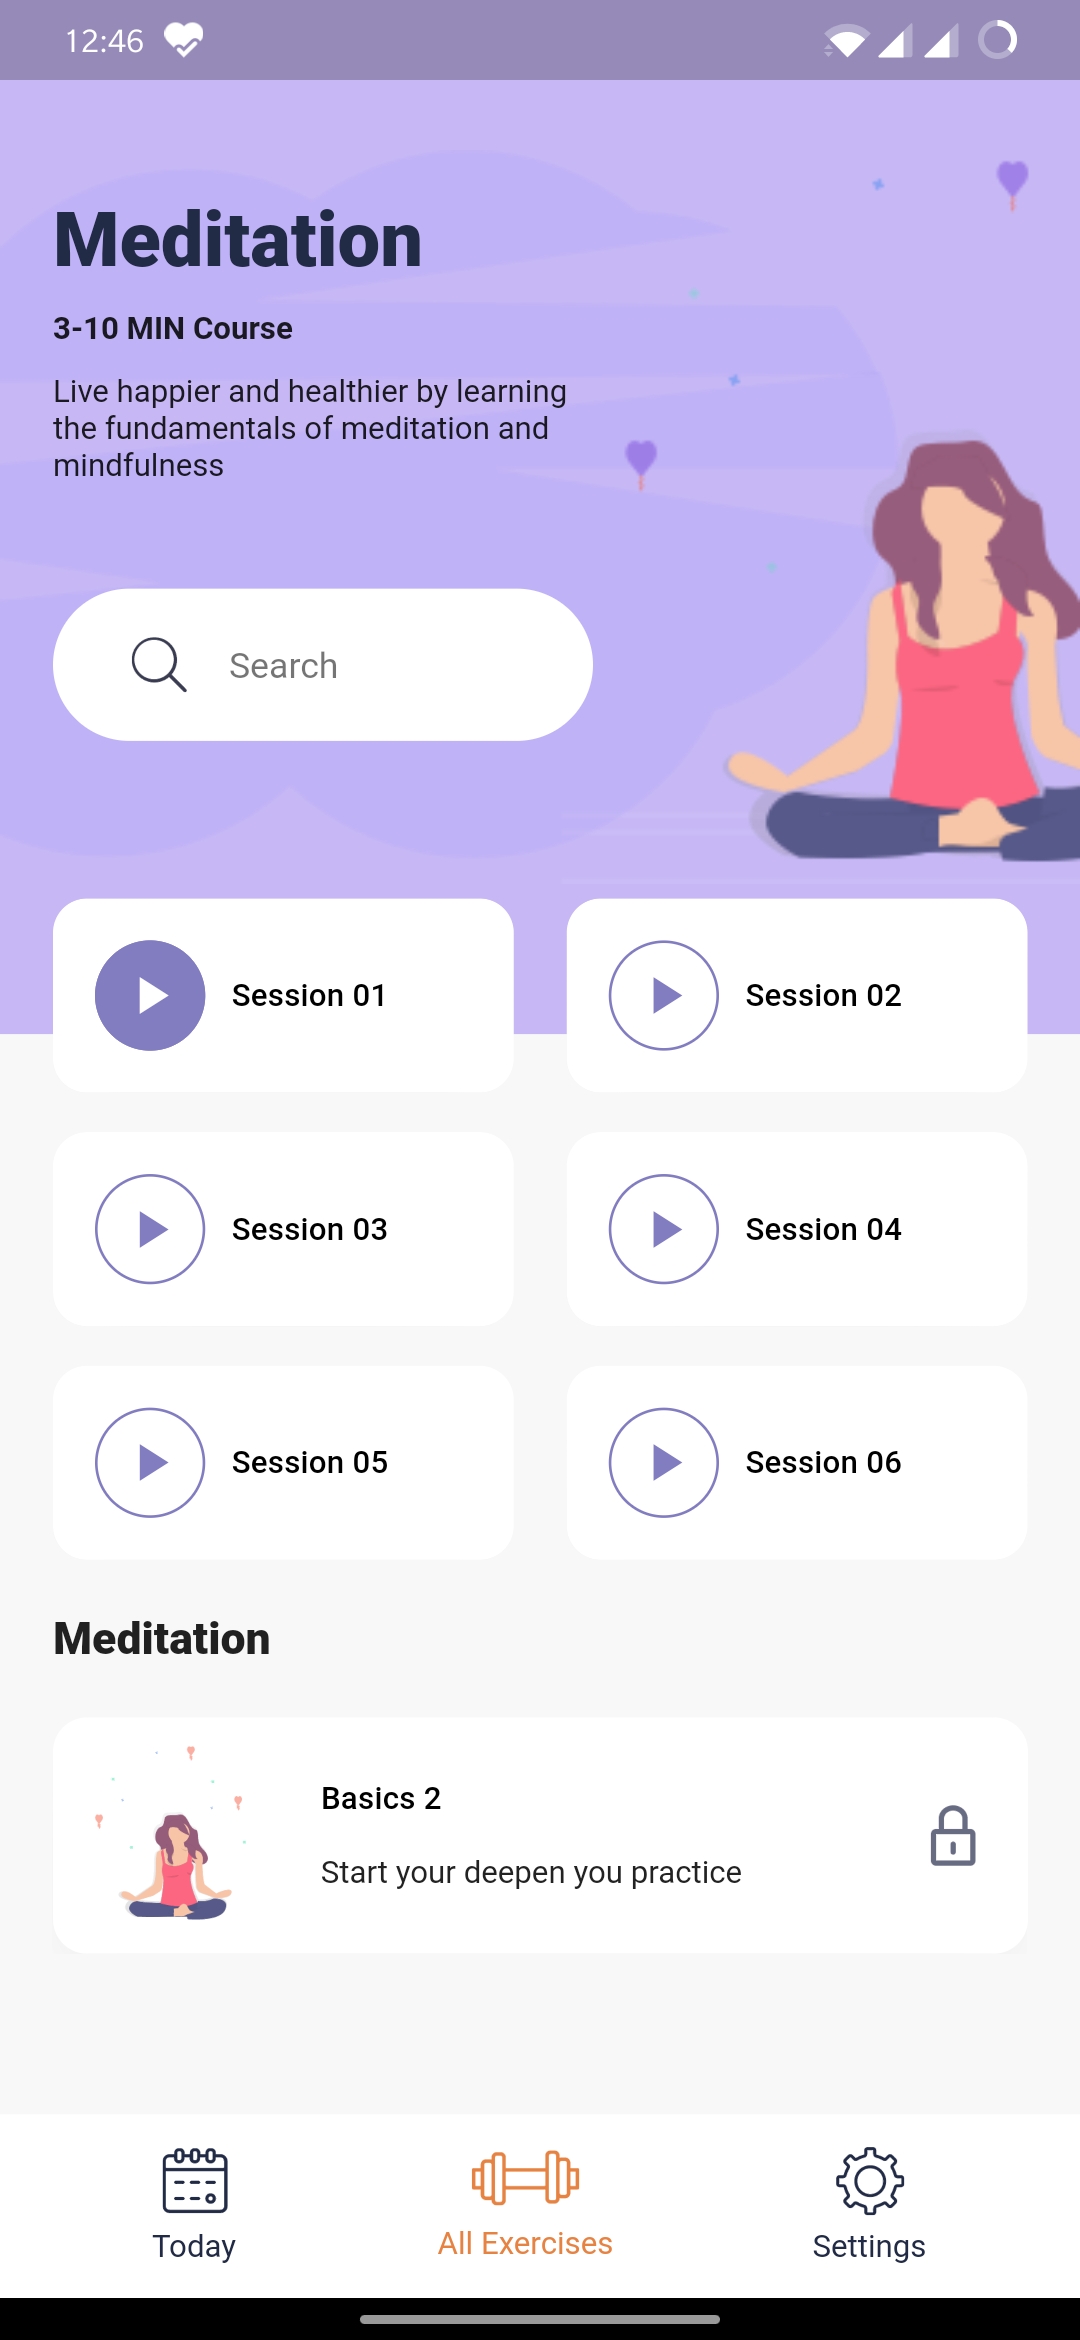 12:46
Meditation
3-10 MIN Course
Live happier and healthier by learning
the fundamentals of meditation and
mindfulness
Search
Session 01
Session 02
Session 03
Session 04
Session 05
Session 06
Meditation
Basics 2
Start your deepen you practice
Today
All Exercises
Settings